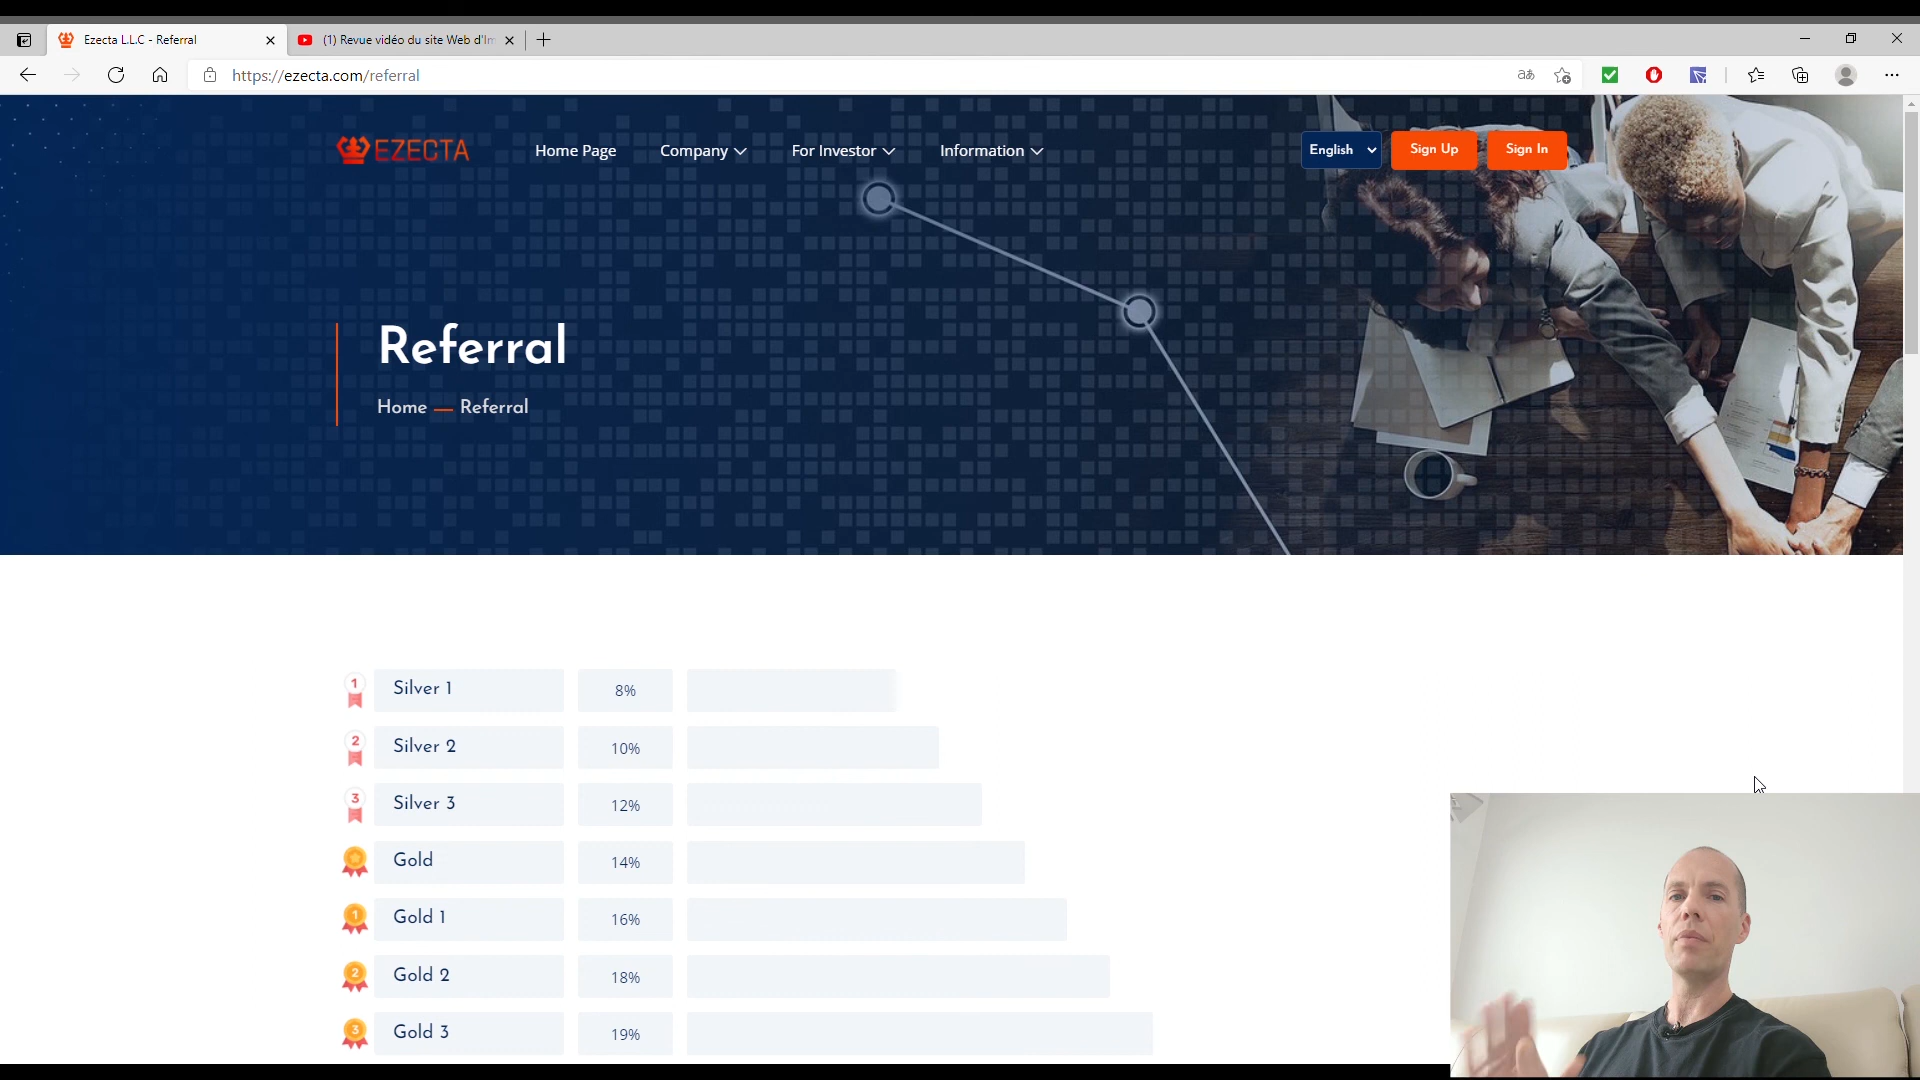 Ezecta L.L.C - Referral
(1) Revue vidéo du site Web d'Im
https://ezecta.com/referral
EZECTA
Home Page
Company
For Investor
Information
English
Sign Up
Sign In
Referral
Home — Referral
1 Silver 1 8%
2 Silver 2 10%
3 Silver 3 12%
Gold 14%
1 Gold 1 16%
2 Gold 2 18%
3 Gold 3 19%